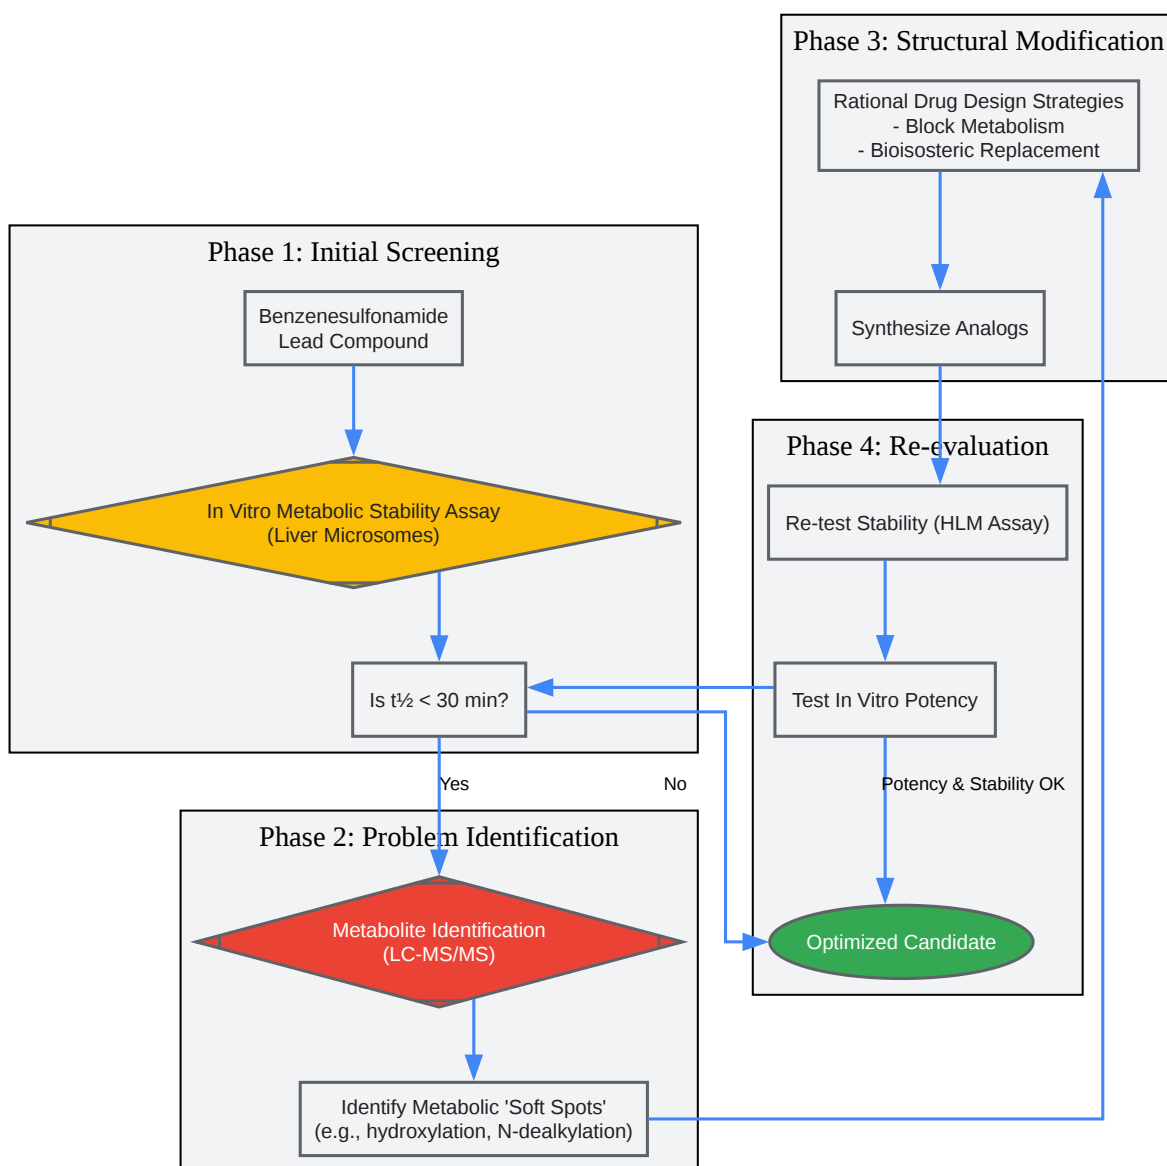 Phase 3: Structural Modification
Rational Drug Design Strategies
- Block Metabolism
- Bioisosteric Replacement
Synthesize Analogs
Phase 1: Initial Screening
Benzenesulfonamide
Lead Compound
In Vitro Metabolic Stability Assay
(Liver Microsomes)
Is t½ < 30 min?
Yes
No
Phase 4: Re-evaluation
Re-test Stability (HLM Assay)
Test In Vitro Potency
Potency & Stability OK
Optimized Candidate
Phase 2: Problem Identification
Metabolite Identification
(LC-MS/MS)
Identify Metabolic 'Soft Spots'
(e.g., hydroxylation, N-dealkylation)